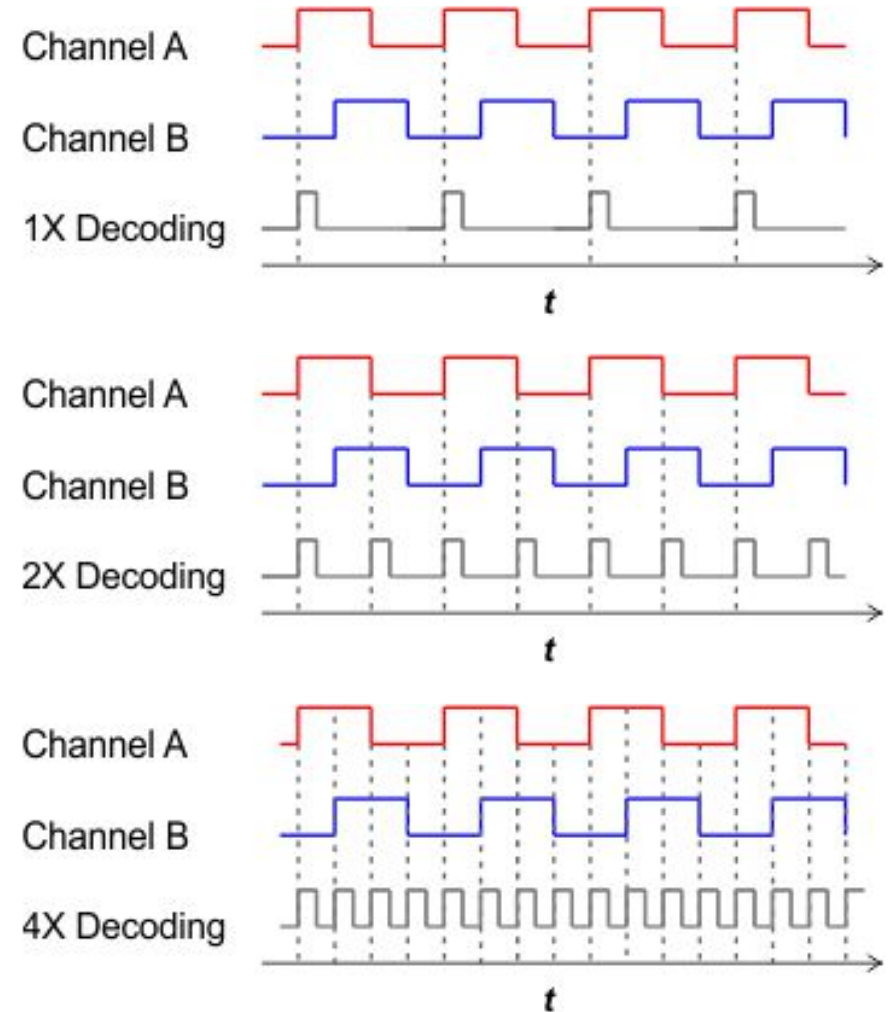 Channel A
Channel B
1X Decoding
t
Channel A
Channel B
2X Decoding
t
Channel A
Channel B
4X Decoding
t